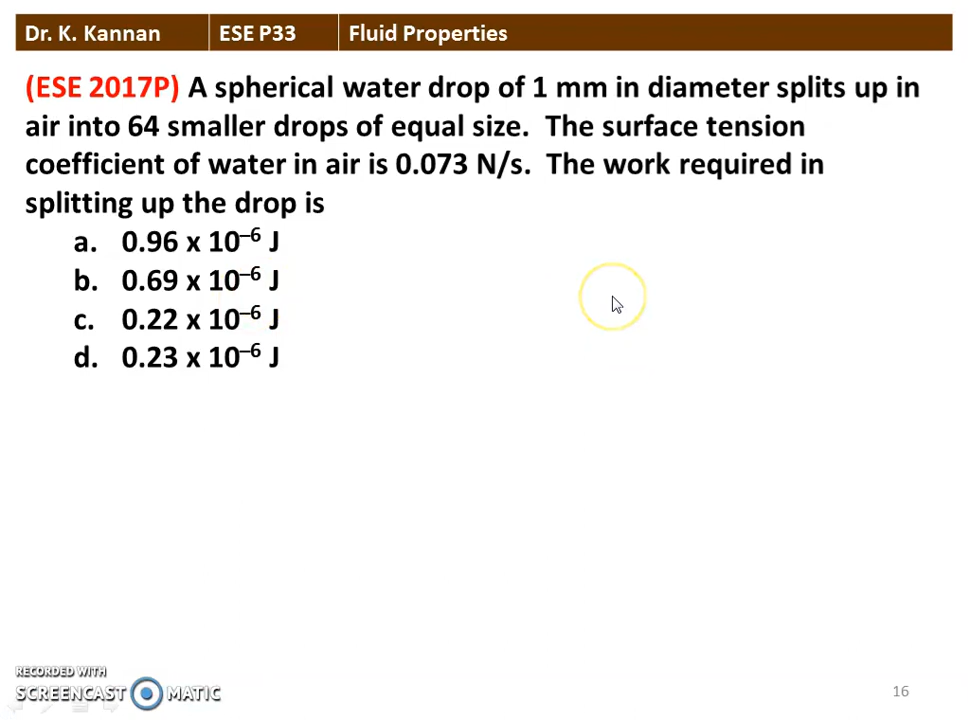 Dr. K. Kannan ESE P33 Fluid Properties
(ESE 2017P) A spherical water drop of 1 mm in diameter splits up in
air into 64 smaller drops of equal size. The surface tension
coefficient of water in air is 0.073 N/s. The work required in
splitting up the drop is
a. 0.96 x 10⁻⁶ J
b. 0.69 x 10⁻⁶ J
c. 0.22 x 10⁻⁶ J
d. 0.23 x 10⁻⁶ J
RECORDED WITH
SCREENCAST MATIC
16